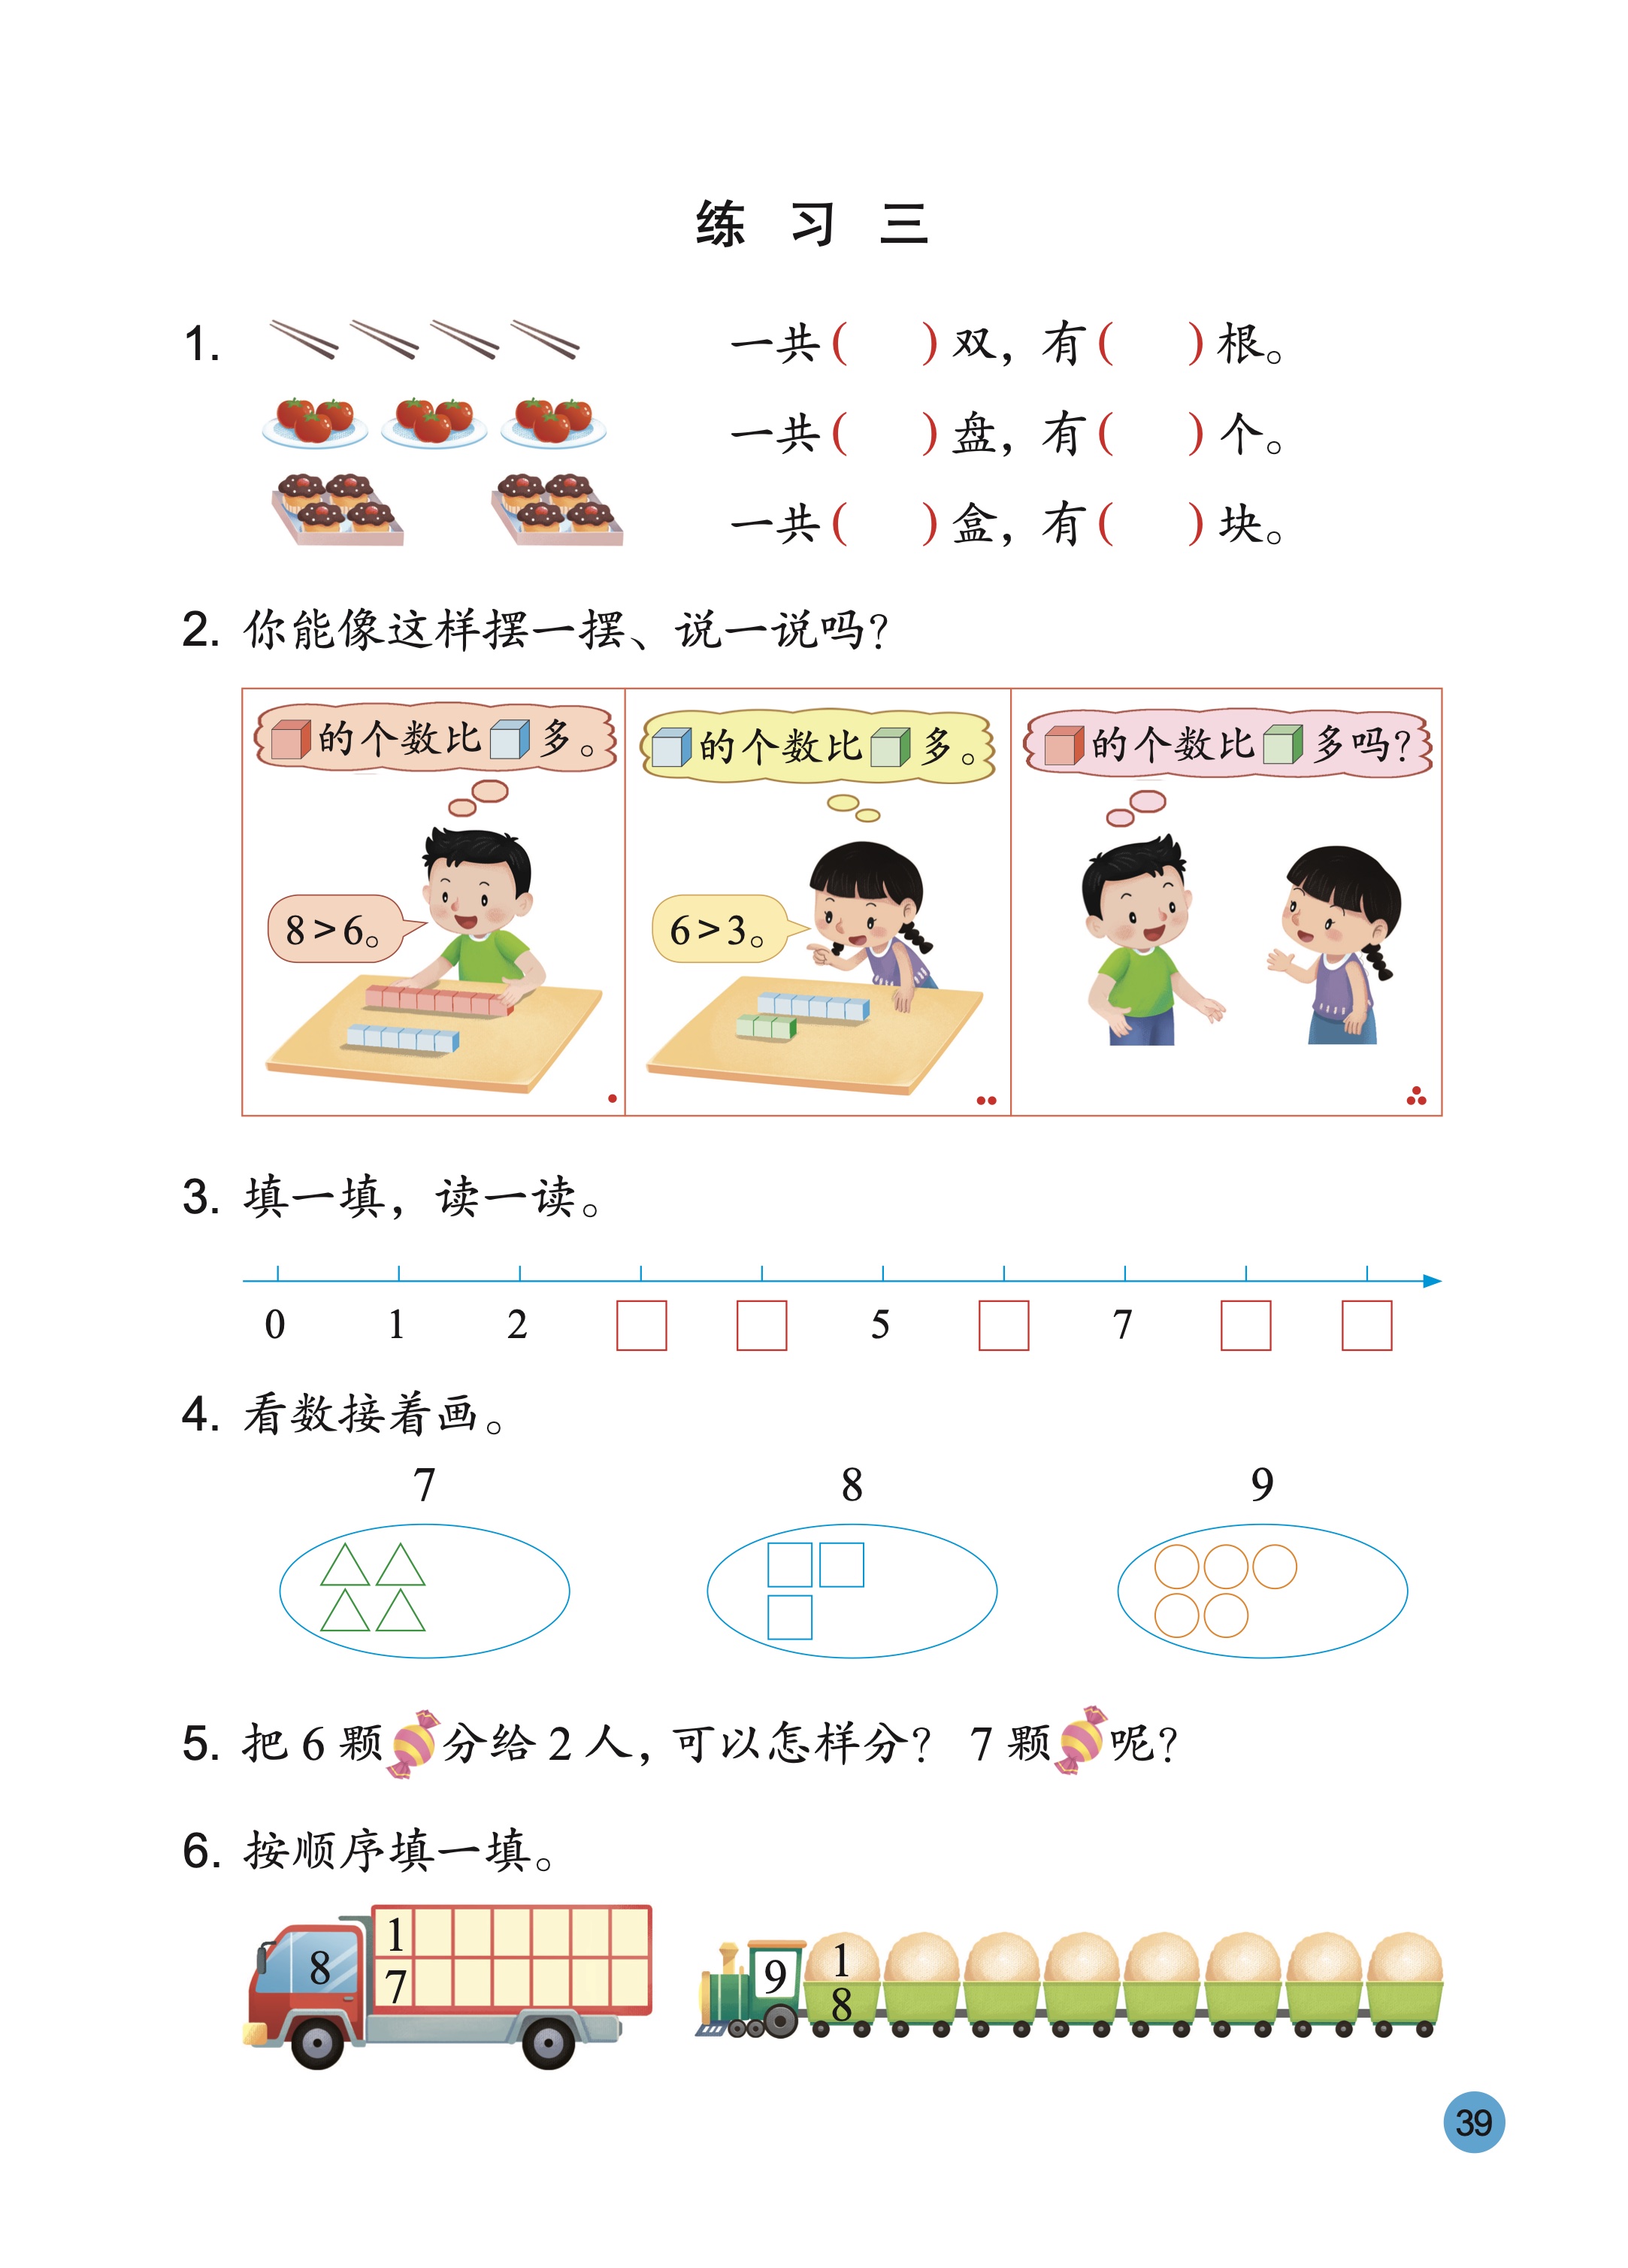 练 习 三
1. 一共( )双，有( )根。
一共( )盘，有( )个。
一共( )盒，有( )块。
2. 你能像这样摆一摆、说一说吗？
的个数比 多。
8>6。
的个数比 多。
6>3。
的个数比 多吗？
3. 填一填，读一读。
0 1 2 □ □ 5 □ 7 □ □
4. 看数接着画。
7 8 9
5. 把 6 颗 分给 2 人，可以怎样分？ 7 颗 呢？
6. 按顺序填一填。
8 1
7
9 1
8
39